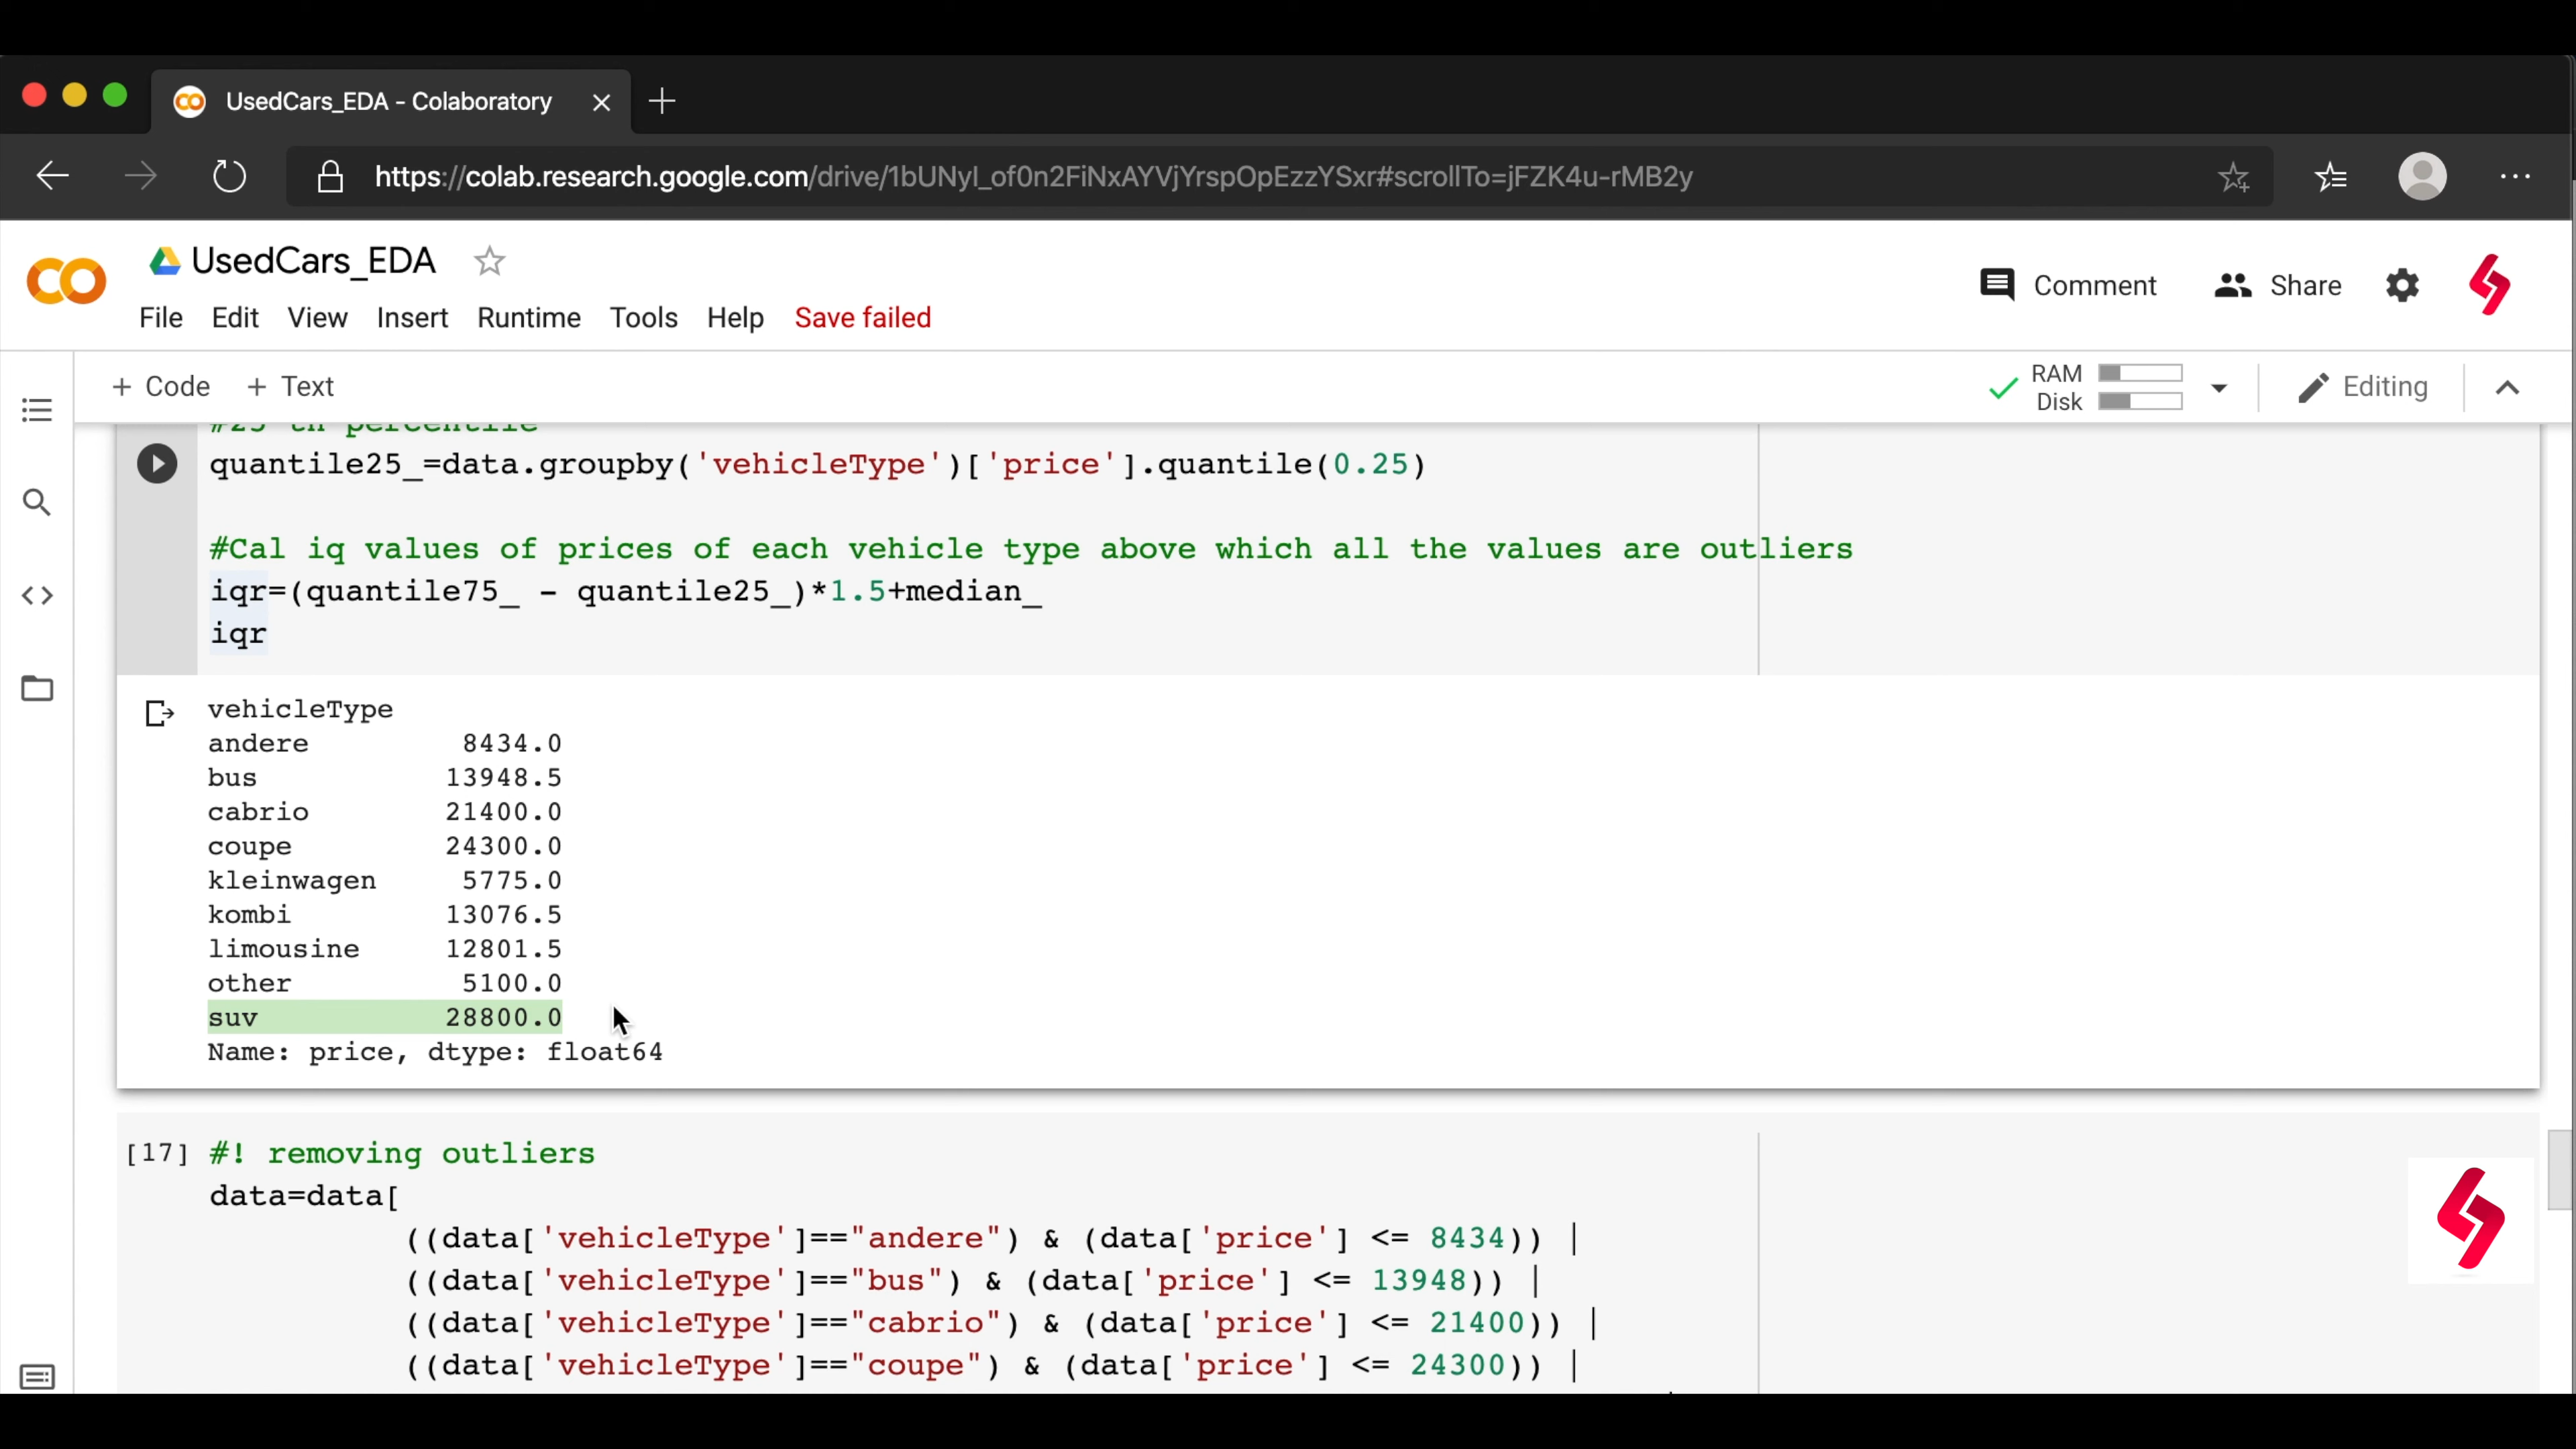 UsedCars_EDA - Colaboratory
https://colab.research.google.com/drive/1bUNyI_of0n2FiNxAYVjYrspOpEzzYSxr#scrollTo=jFZK4u-rMB2y
UsedCars_EDA
Comment Share
File Edit View Insert Runtime Tools Help Save failed
+ Code + Text
RAM
Disk
Editing
#25 th percentile
quantile25_=data.groupby('vehicleType')['price'].quantile(0.25)
#Cal iq values of prices of each vehicle type above which all the values are outliers
iqr=(quantile75_ - quantile25_)*1.5+median_
iqr
vehicleType
andere 8434.0
bus 13948.5
cabrio 21400.0
coupe 24300.0
kleinwagen 5775.0
kombi 13076.5
limousine 12801.5
other 5100.0
suv 28800.0
Name: price, dtype: float64
[17] #! removing outliers
data=data[
((data['vehicleType']=="andere") & (data['price'] <= 8434)) |
((data['vehicleType']=="bus") & (data['price'] <= 13948)) |
((data['vehicleType']=="cabrio") & (data['price'] <= 21400)) |
((data['vehicleType']=="coupe") & (data['price'] <= 24300)) |